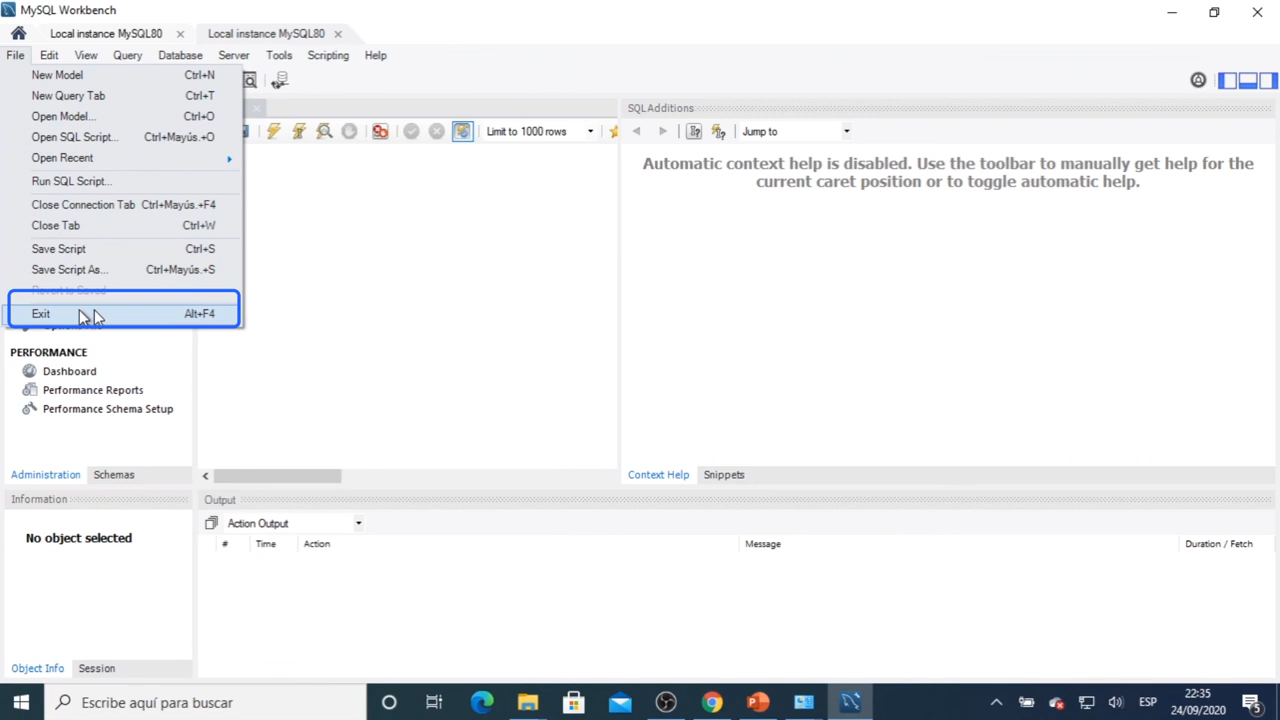 MySQL Workbench
Local instance MySQL80
Local instance MySQL80
File Edit View Query Database Server Tools Scripting Help
New Model Ctrl+N
New Query Tab Ctrl+T
Open Model... Ctrl+O
Open SQL Script... Ctrl+Mayús.+O
Open Recent
Run SQL Script...
Close Connection Tab Ctrl+Mayús.+F4
Close Tab Ctrl+W
Save Script Ctrl+S
Save Script As... Ctrl+Mayús.+S
Revert to Saved
Exit Alt+F4
PERFORMANCE
Dashboard
Performance Reports
Performance Schema Setup
Administration Schemas
Limit to 1000 rows
SQLAdditions
Jump to
Automatic context help is disabled. Use the toolbar to manually get help for the
current caret position or to toggle automatic help.
Context Help Snippets
Information
No object selected
Object Info Session
Output
Action Output
# Time Action Message Duration / Fetch
Escribe aquí para buscar
ESP
22:35
24/09/2020
5